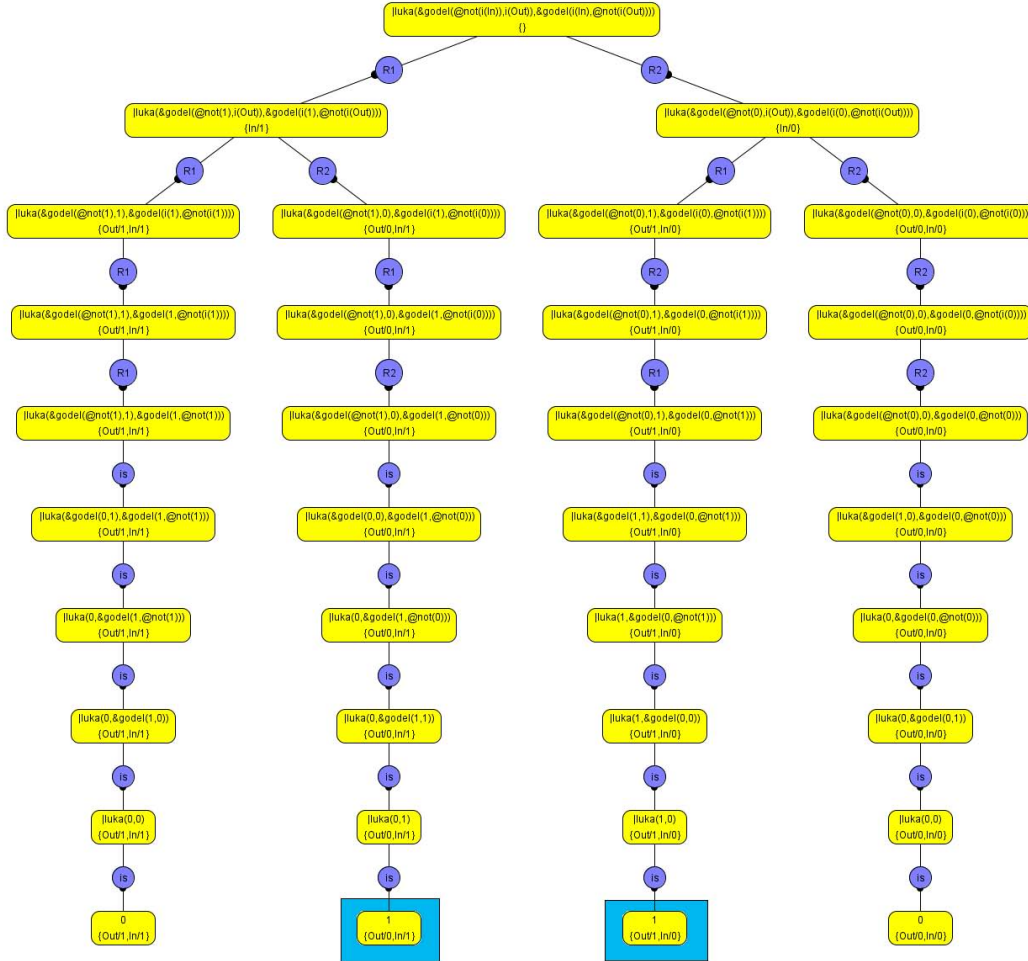 |luka(&godel(@not(i(In)),i(Out)),&godel(i(In),@not(i(Out))))
{}
R1
R2
|luka(&godel(@not(1),i(Out)),&godel(i(1),@not(i(Out))))
{In/1}
|luka(&godel(@not(0),i(Out)),&godel(i(0),@not(i(Out))))
{In/0}
R1
R2
R1
R2
|luka(&godel(@not(1),1),&godel(i(1),@not(i(1))))
{Out/1,In/1}
|luka(&godel(@not(1),0),&godel(i(1),@not(i(0))))
{Out/0,In/1}
|luka(&godel(@not(0),1),&godel(i(0),@not(i(1))))
{Out/1,In/0}
|luka(&godel(@not(0),0),&godel(i(0),@not(i(0))))
{Out/0,In/0}
R1
R1
R2
R2
|luka(&godel(@not(1),1),&godel(1,@not(i(1))))
{Out/1,In/1}
|luka(&godel(@not(1),0),&godel(1,@not(i(0))))
{Out/0,In/1}
|luka(&godel(@not(0),1),&godel(0,@not(i(1))))
{Out/1,In/0}
|luka(&godel(@not(0),0),&godel(0,@not(i(0))))
{Out/0,In/0}
R1
R2
R1
R2
|luka(&godel(@not(1),1),&godel(1,@not(1)))
{Out/1,In/1}
|luka(&godel(@not(1),0),&godel(1,@not(0)))
{Out/0,In/1}
|luka(&godel(@not(0),1),&godel(0,@not(1)))
{Out/1,In/0}
|luka(&godel(@not(0),0),&godel(0,@not(0)))
{Out/0,In/0}
is
is
is
is
|luka(&godel(0,1),&godel(1,@not(1)))
{Out/1,In/1}
|luka(&godel(0,0),&godel(1,@not(0)))
{Out/0,In/1}
|luka(&godel(1,1),&godel(0,@not(1)))
{Out/1,In/0}
|luka(&godel(1,0),&godel(0,@not(0)))
{Out/0,In/0}
is
is
is
is
|luka(0,&godel(1,@not(1)))
{Out/1,In/1}
|luka(0,&godel(1,@not(0)))
{Out/0,In/1}
|luka(1,&godel(0,@not(1)))
{Out/1,In/0}
|luka(0,&godel(0,@not(0)))
{Out/0,In/0}
is
is
is
is
|luka(0,&godel(1,0))
{Out/1,In/1}
|luka(0,&godel(1,1))
{Out/0,In/1}
|luka(1,&godel(0,0))
{Out/1,In/0}
|luka(0,&godel(0,1))
{Out/0,In/0}
is
is
is
is
|luka(0,0)
{Out/1,In/1}
|luka(0,1)
{Out/0,In/1}
|luka(1,0)
{Out/1,In/0}
|luka(0,0)
{Out/0,In/0}
is
is
is
is
0
{Out/1,In/1}
1
{Out/0,In/1}
1
{Out/1,In/0}
0
{Out/0,In/0}